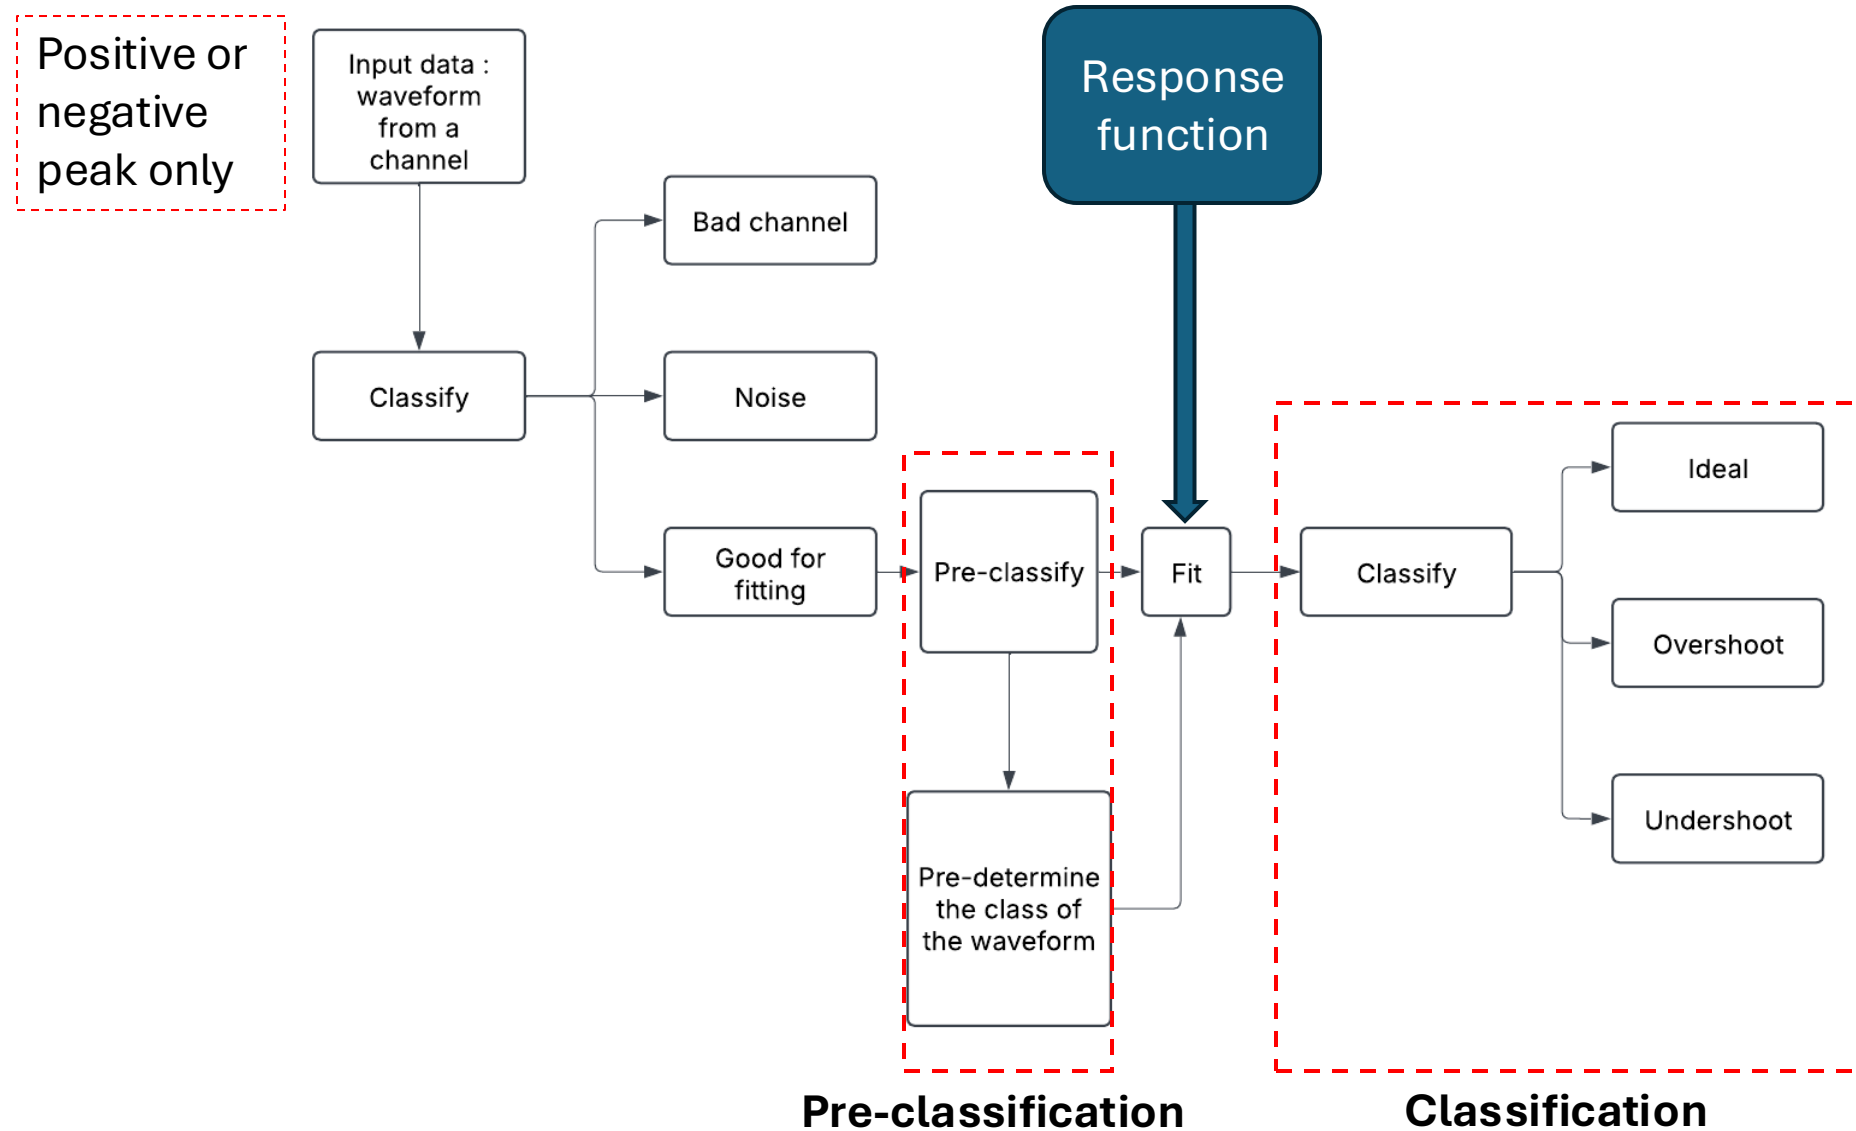 Positive or
negative
peak only
Input data :
waveform
from a
channel
Response
function
Bad channel
Classify
Noise
Good for
fitting
Pre-classify
Fit
Classify
Ideal
Overshoot
Undershoot
Pre-determine
the class of
the waveform
Pre-classification
Classification